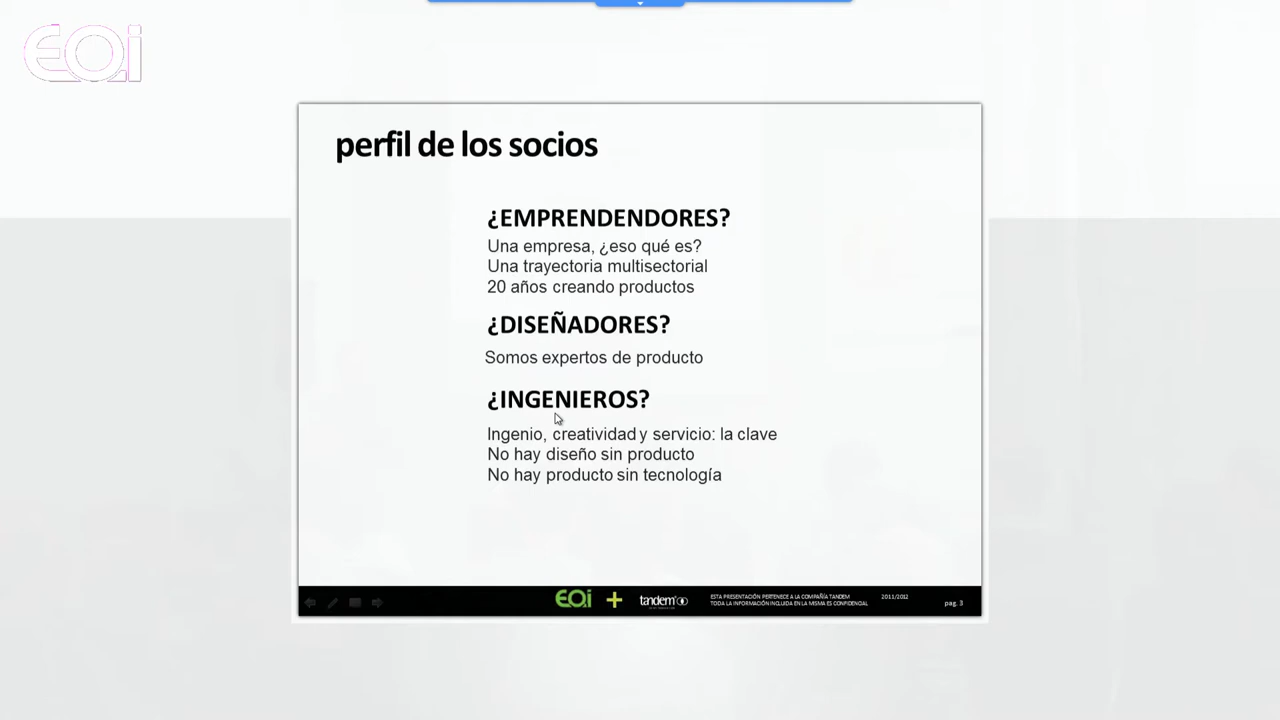 EOi
perfil de los socios
¿EMPRENDENDORES?
Una empresa, ¿eso qué es?
Una trayectoria multisectorial
20 años creando productos
¿DISEÑADORES?
Somos expertos de producto
¿INGENIEROS?
Ingenio, creatividad y servicio: la clave
No hay diseño sin producto
No hay producto sin tecnología
EOi + tandem
ESTA PRESENTACIÓN PERTENECE A LA COMPAÑÍA TANDEM
TODA LA INFORMACIÓN INCLUIDA EN LA MISMA ES CONFIDENCIAL
2011/2012
pag. 3